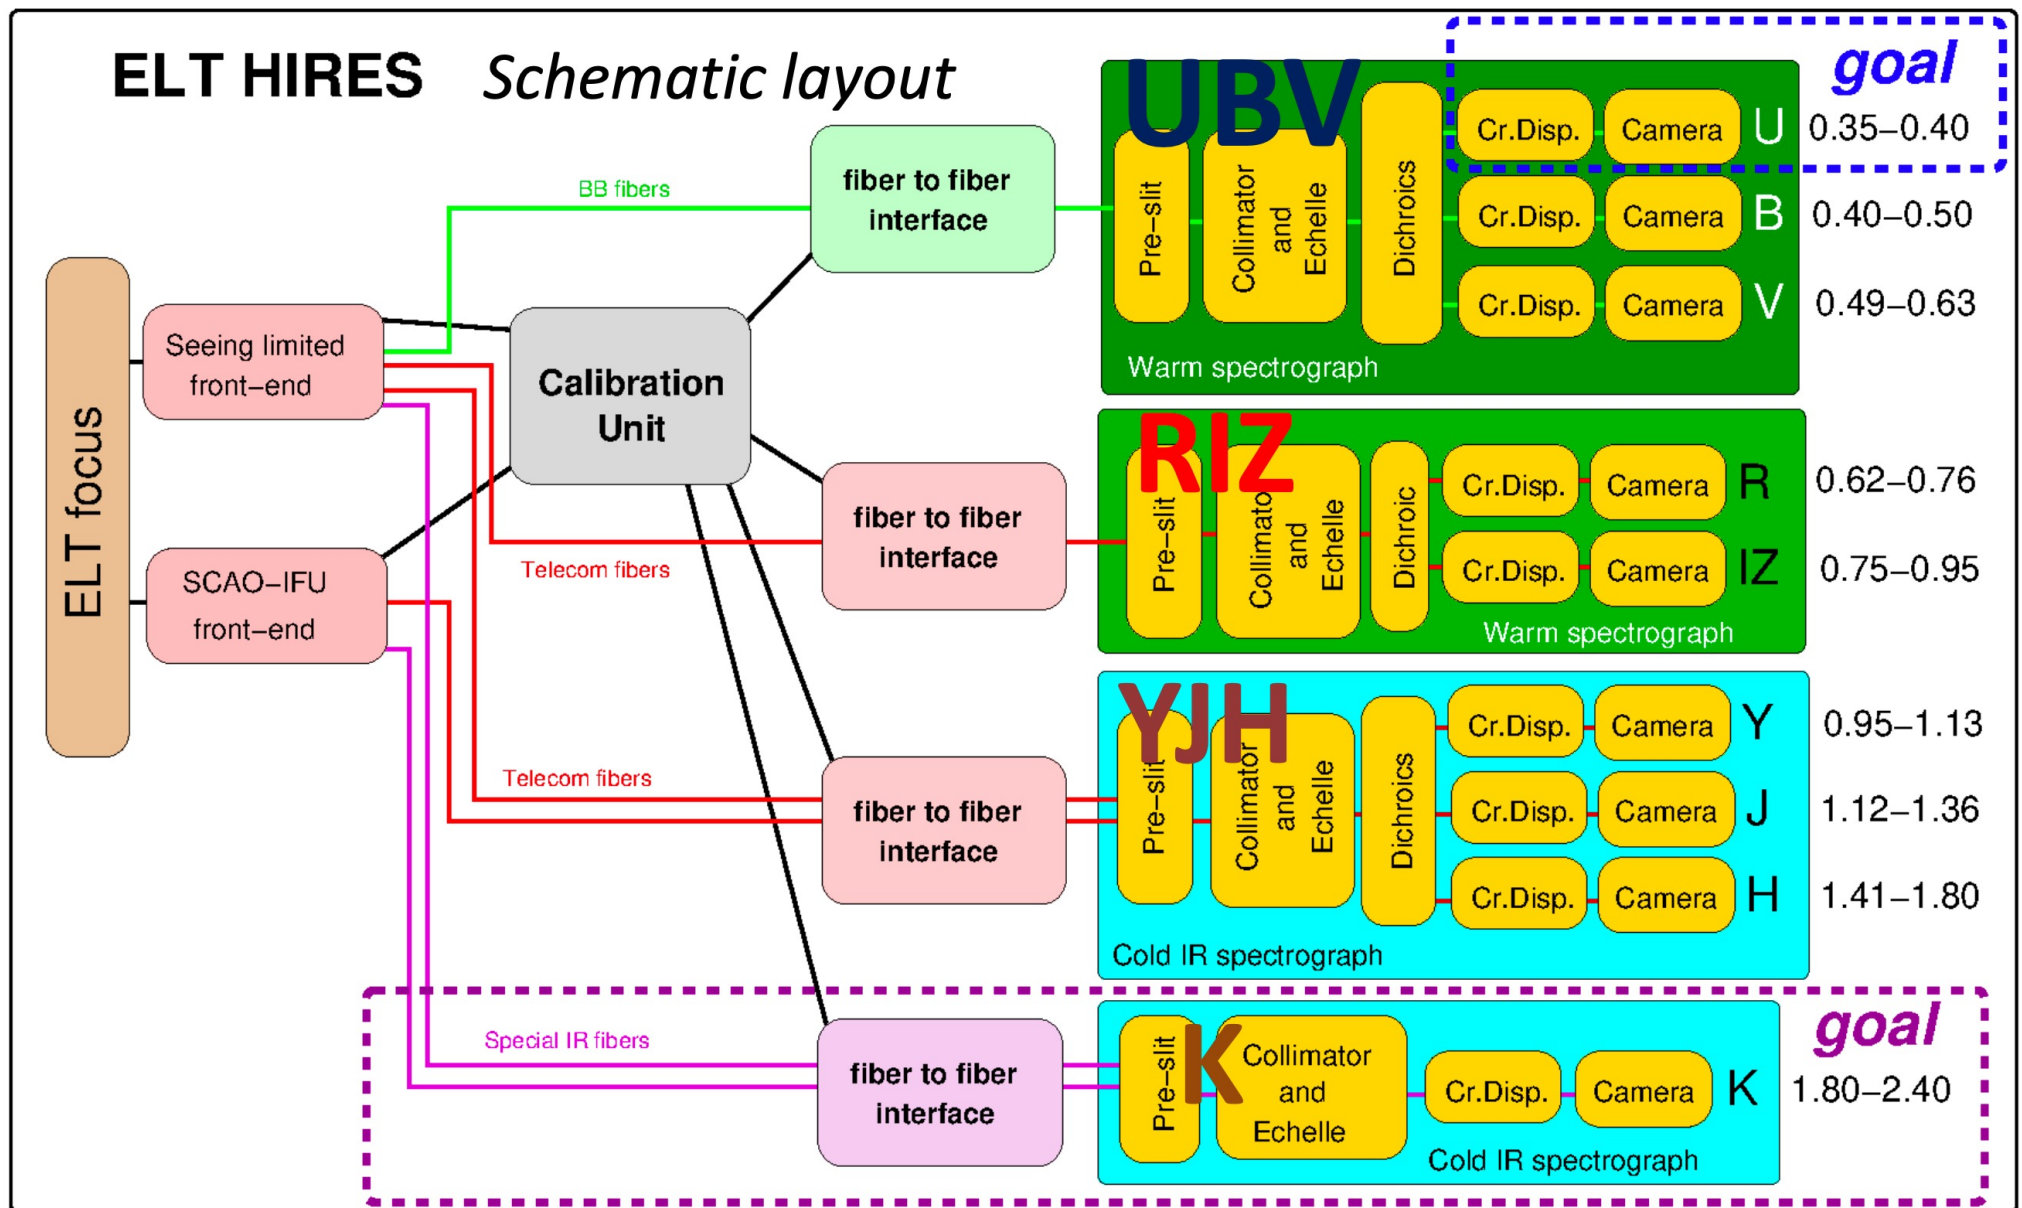 ELT HIRES Schematic layout
goal
UBV
Pre–slit
Collimator
and
Echelle
Dichroics
Cr.Disp.
Camera
U
0.35–0.40
Cr.Disp.
Camera
B
0.40–0.50
Cr.Disp.
Camera
V
0.49–0.63
Warm spectrograph
BB fibers
fiber to fiber
interface
ELT focus
Seeing limited
front–end
Calibration
Unit
SCAO–IFU
front–end
Telecom fibers
fiber to fiber
interface
RIZ
Pre–slit
Collimato
and
Echelle
Dichroic
Cr.Disp.
Camera
R
0.62–0.76
Cr.Disp.
Camera
IZ
0.75–0.95
Warm spectrograph
Telecom fibers
fiber to fiber
interface
YJH
Pre–slit
Collimator
and
Echelle
Dichroics
Cr.Disp.
Camera
Y
0.95–1.13
Cr.Disp.
Camera
J
1.12–1.36
Cr.Disp.
Camera
H
1.41–1.80
Cold IR spectrograph
Special IR fibers
fiber to fiber
interface
K
Pre–slit
Collimator
and
Echelle
Cr.Disp.
Camera
K
goal
1.80–2.40
Cold IR spectrograph